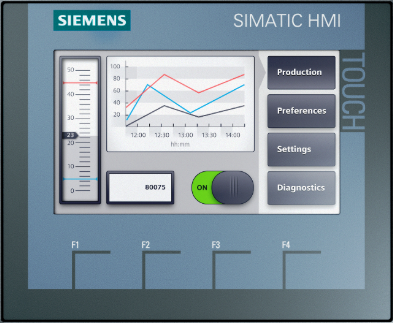 SIEMENS
SIMATIC HMI
TOUCH
50
40
30
23
20
10
0
100
80
60
40
20
12:00 12:30 13:00 13:30 14:00
hh:mm
80075
ON
Production
Preferences
Settings
Diagnostics
F1 F2 F3 F4